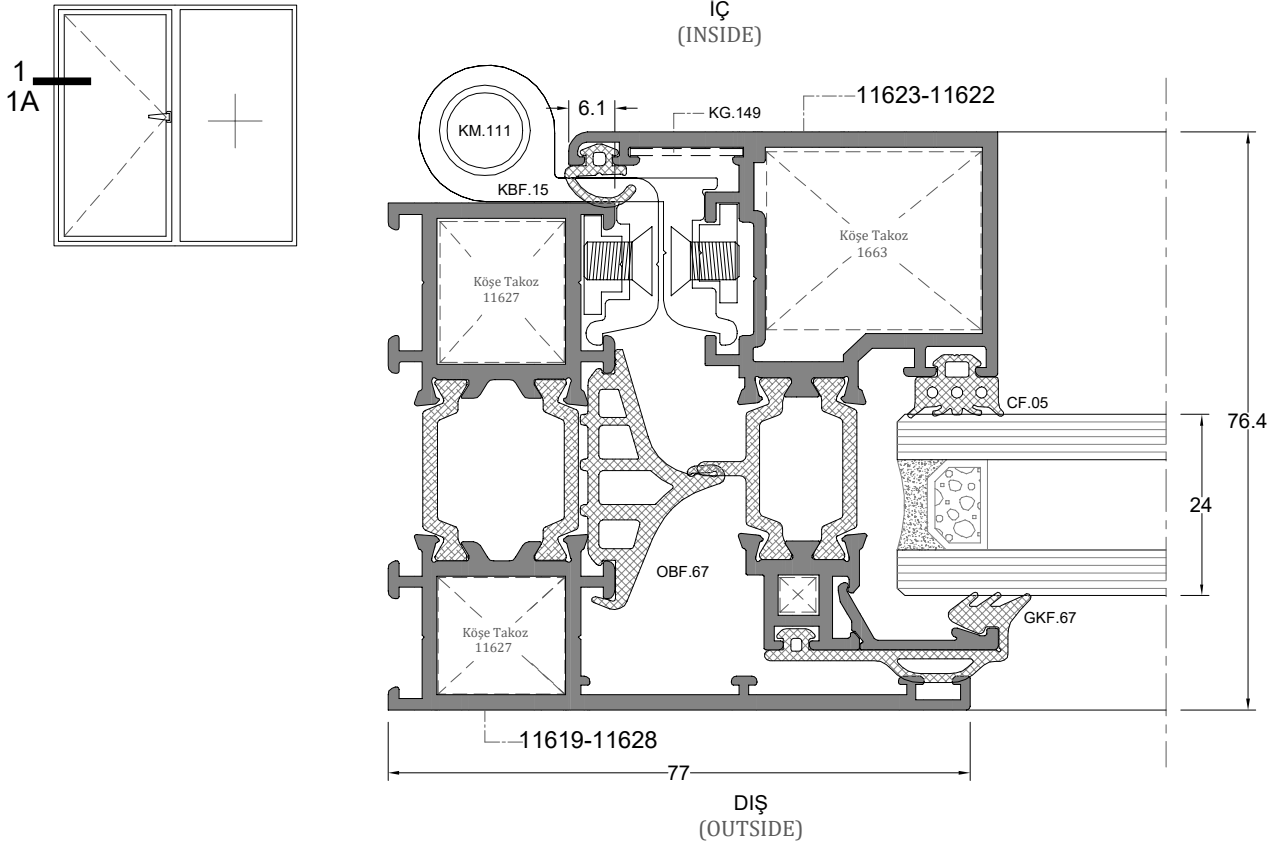 İÇ
(INSIDE)
1
1A
11623-11622
6.1
KG.149
KM.111
KBF.15
Köşe Takoz
1663
Köşe Takoz
11627
CF.05
76.4
24
OBF.67
GKF.67
Köşe Takoz
11627
11619-11628
77
DIŞ
(OUTSIDE)